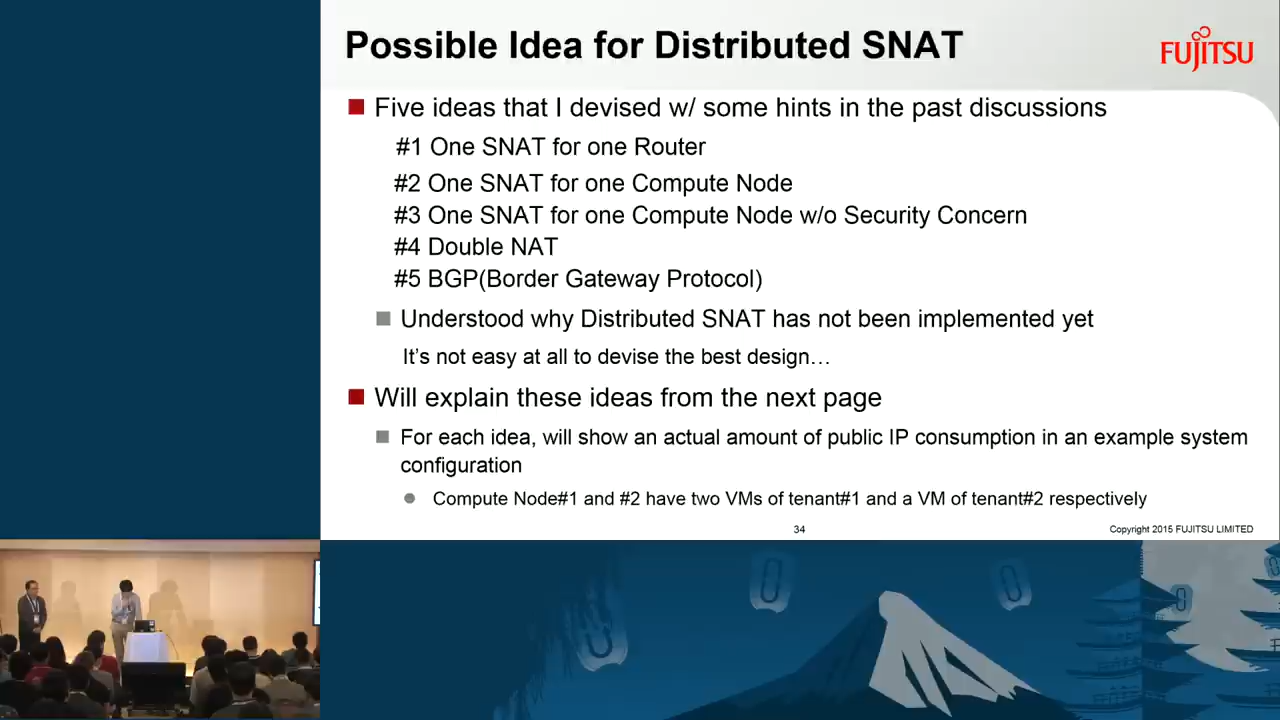 Possible Idea for Distributed SNAT
FUJITSU
Five ideas that I devised w/ some hints in the past discussions
#1 One SNAT for one Router
#2 One SNAT for one Compute Node
#3 One SNAT for one Compute Node w/o Security Concern
#4 Double NAT
#5 BGP(Border Gateway Protocol)
Understood why Distributed SNAT has not been implemented yet
It's not easy at all to devise the best design…
Will explain these ideas from the next page
For each idea, will show an actual amount of public IP consumption in an example system
configuration
Compute Node#1 and #2 have two VMs of tenant#1 and a VM of tenant#2 respectively
34
Copyright 2015 FUJITSU LIMITED